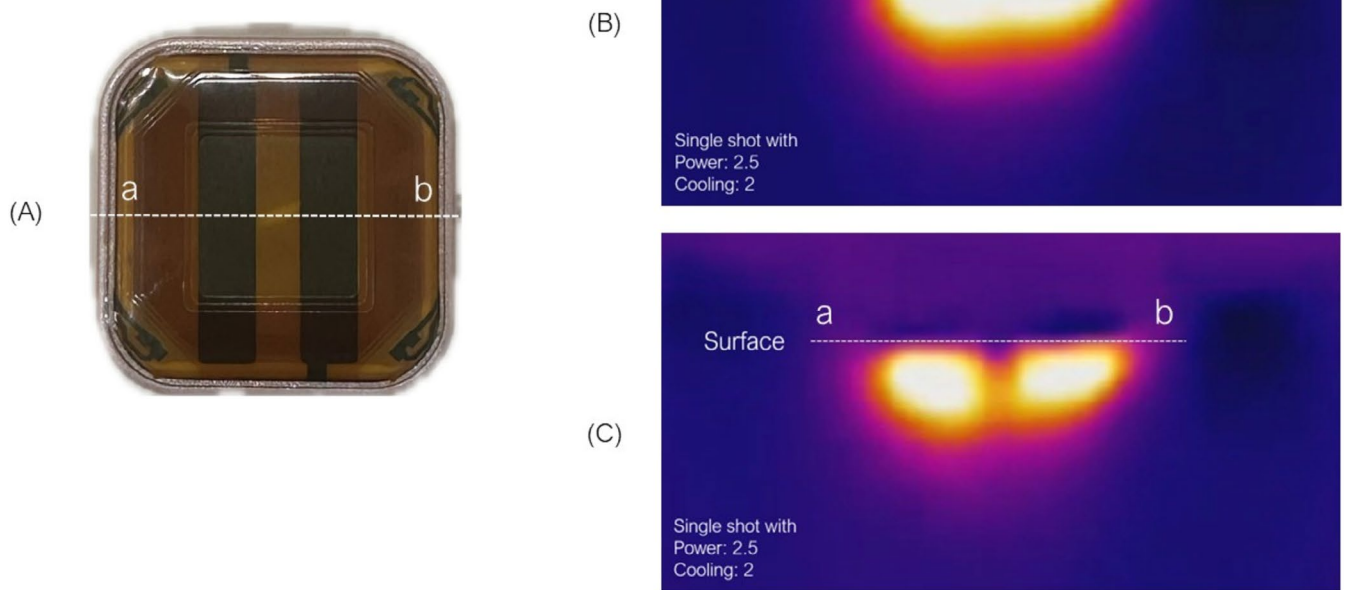 (A)
a
b
(B)
Single shot with
Power: 2.5
Cooling: 2
(C)
a
b
Surface
Single shot with
Power: 2.5
Cooling: 2